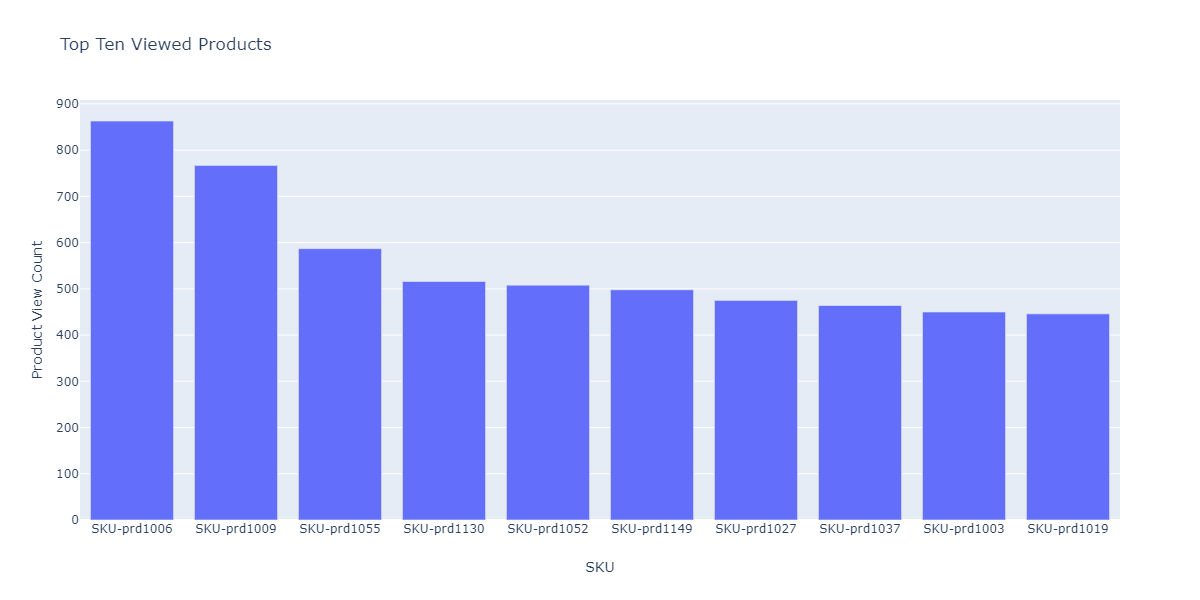 Top Ten Viewed Products
Product View Count
900
800
700
600
500
400
300
200
100
0
SKU-prd1006 SKU-prd1009 SKU-prd1055 SKU-prd1130 SKU-prd1052 SKU-prd1149 SKU-prd1027 SKU-prd1037 SKU-prd1003 SKU-prd1019
SKU